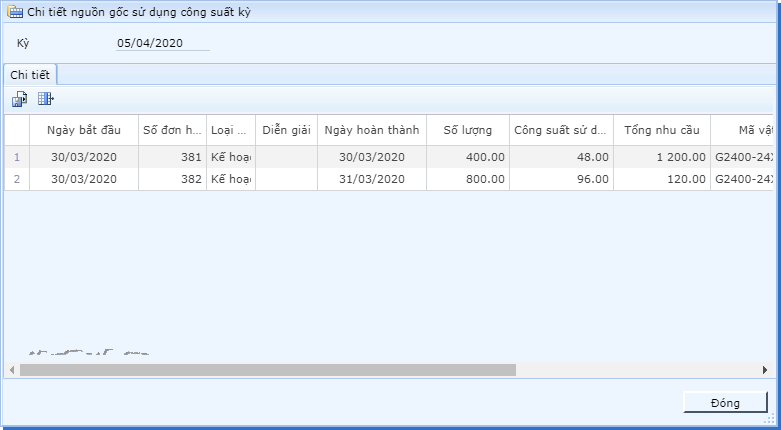 Chi tiết nguồn gốc sử dụng công suất kỳ
Kỳ 05/04/2020
Chi tiết
Ngày bắt đầu Số đơn h... Loại ... Diễn giải Ngày hoàn thành Số lượng Công suất sử d... Tổng nhu cầu Mã vật
1 30/03/2020 381 Kế hoạ 30/03/2020 400.00 48.00 1 200.00 G2400-24X
2 30/03/2020 382 Kế hoạ 31/03/2020 800.00 96.00 120.00 G2400-24X
Đóng